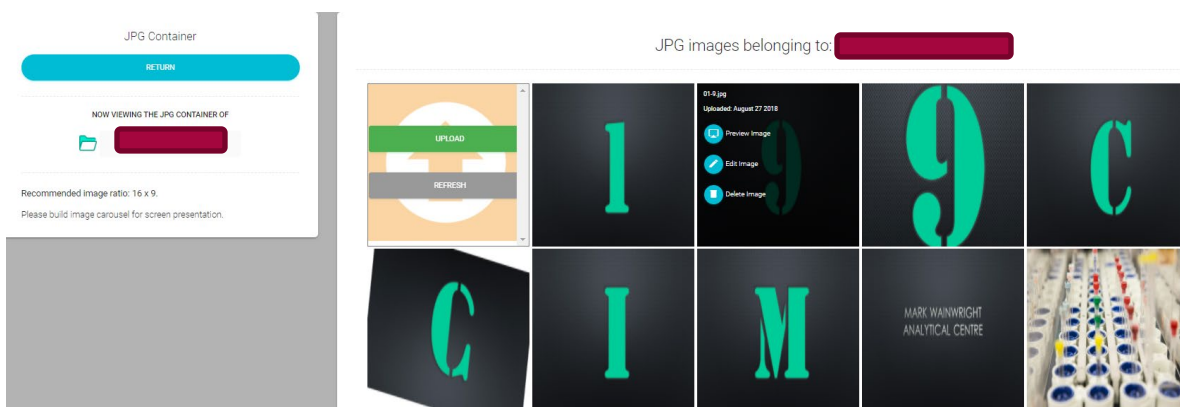 JPG Container
RETURN
NOW VIEWING THE JPG CONTAINER OF
Recommended image ratio: 16 x 9.
Please build image carousel for screen presentation.
JPG images belonging to:
UPLOAD
REFRESH
1
01-9.jpg
Uploaded: August 27 2018
Preview Image
Edit Image
Delete Image
9
9
C
C
I
M
MARK WAINWRIGHT
ANALYTICAL CENTRE